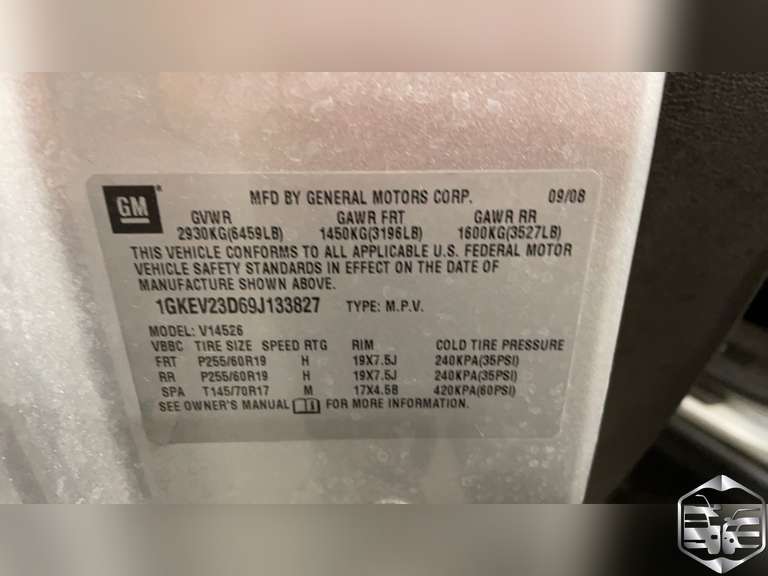 GM
MFD BY GENERAL MOTORS CORP. 09/08
GVWR GAWR FRT GAWR RR
2930KG(6459LB) 1450KG(3196LB) 1600KG(3527LB)
THIS VEHICLE CONFORMS TO ALL APPLICABLE U.S. FEDERAL MOTOR
VEHICLE SAFETY STANDARDS IN EFFECT ON THE DATE OF
MANUFACTURE SHOWN ABOVE.
1GKEV23D69J133827 TYPE: M.P.V.
MODEL: V14526
VBBC TIRE SIZE SPEED RTG RIM COLD TIRE PRESSURE
FRT P255/60R19 H 19X7.5J 240KPA(35PSI)
RR P255/60R19 H 19X7.5J 240KPA(35PSI)
SPA T145/70R17 M 17X4.5B 420KPA(60PSI)
SEE OWNER'S MANUAL FOR MORE INFORMATION.